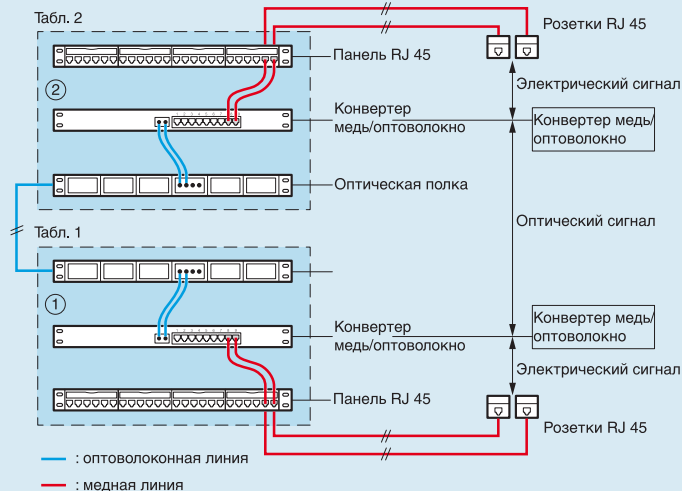 Табл. 2
Розетки RJ 45
Панель RJ 45
Электрический сигнал
2
Конвертер
медь/оптоволокно
Конвертер медь/
оптоволокно
Оптическая полка
Оптический сигнал
Табл. 1
1
Конвертер
медь/оптоволокно
Конвертер медь/
оптоволокно
Электрический сигнал
Панель RJ 45
Розетки RJ 45
: оптоволоконная линия
: медная линия